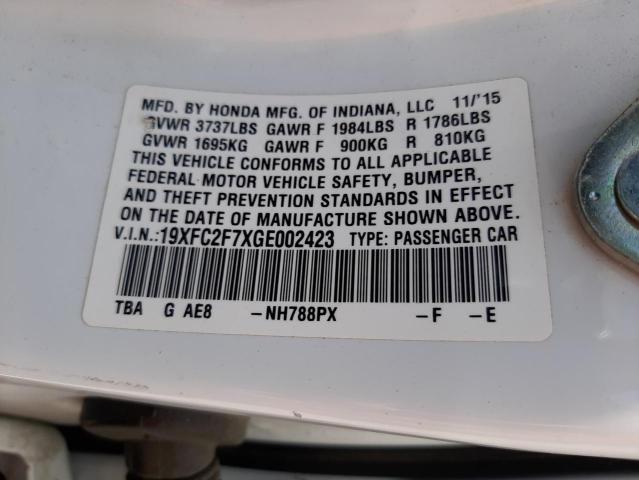 MFD. BY HONDA MFG. OF INDIANA, LLC 11/'15
GVWR 3737LBS GAWR F 1984LBS R 1786LBS
GVWR 1695KG GAWR F 900KG R 810KG
THIS VEHICLE CONFORMS TO ALL APPLICABLE
FEDERAL MOTOR VEHICLE SAFETY, BUMPER,
AND THEFT PREVENTION STANDARDS IN EFFECT
ON THE DATE OF MANUFACTURE SHOWN ABOVE.
V.I.N.:19XFC2F7XGE002423 TYPE: PASSENGER CAR
TBA G AE8 -NH788PX -F -E